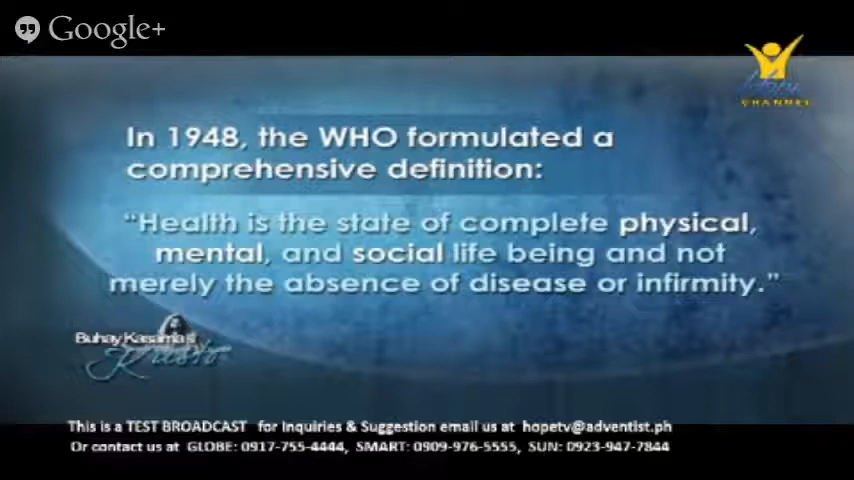 Google+
Hope
CHANNEL
In 1948, the WHO formulated a
comprehensive definition:
“Health is the state of complete physical,
mental, and social life being and not
merely the absence of disease or infirmity.”
Buhay Kasama si
Kristo
This is a TEST BROADCAST for Inquiries & Suggestion email us at hopetv@adventist.ph
Or contact us at GLOBE: 0917-755-4444, SMART: 0909-976-5555, SUN: 0923-947-7844